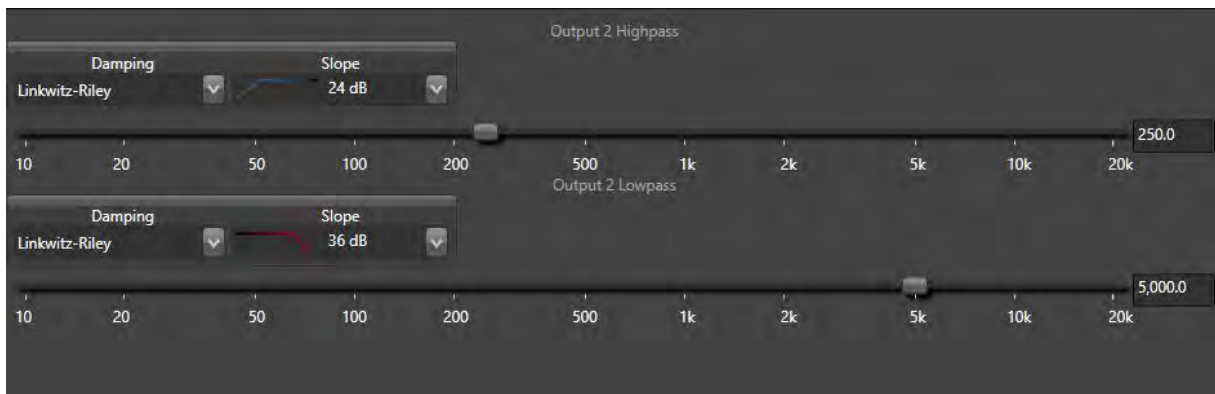 Output 2 Highpass
Damping Slope
Linkwitz-Riley 24 dB
250.0
10 20 50 100 200 500 1k 2k 5k 10k 20k
Output 2 Lowpass
Damping Slope
Linkwitz-Riley 36 dB
5,000.0
10 20 50 100 200 500 1k 2k 5k 10k 20k